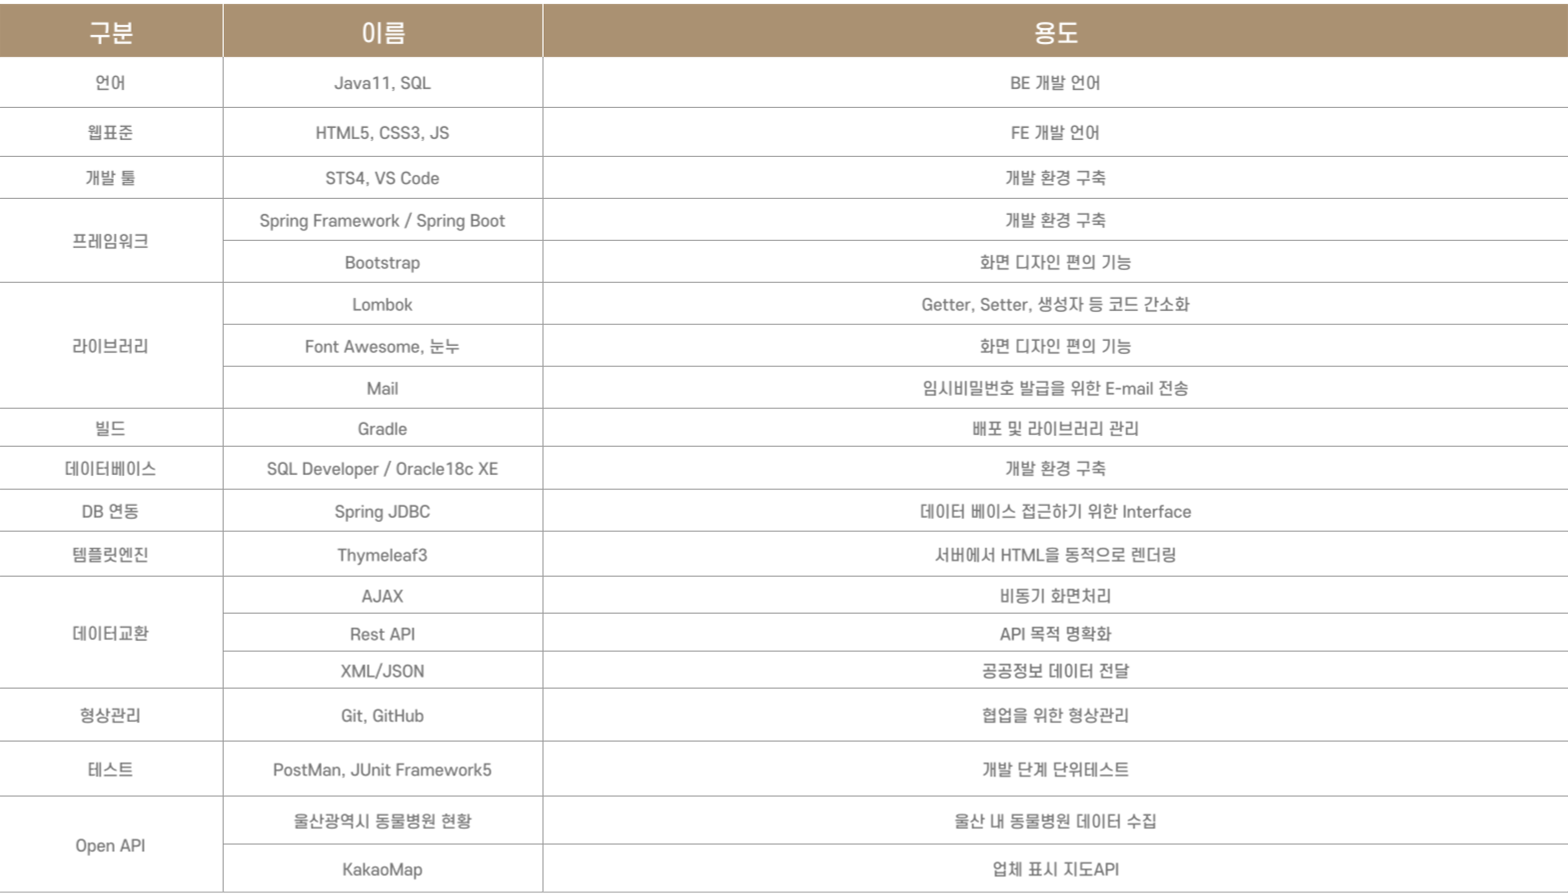 구분 이름 용도
언어 Java11, SQL BE 개발 언어
웹표준 HTML5, CSS3, JS FE 개발 언어
개발 툴 STS4, VS Code 개발 환경 구축
프레임워크 Spring Framework / Spring Boot 개발 환경 구축
Bootstrap 화면 디자인 편의 기능
라이브러리 Lombok Getter, Setter, 생성자 등 코드 간소화
Font Awesome, 눈누 화면 디자인 편의 기능
Mail 임시비밀번호 발급을 위한 E-mail 전송
빌드 Gradle 배포 및 라이브러리 관리
데이터베이스 SQL Developer / Oracle18c XE 개발 환경 구축
DB 연동 Spring JDBC 데이터 베이스 접근하기 위한 Interface
템플릿엔진 Thymeleaf3 서버에서 HTML을 동적으로 렌더링
데이터교환 AJAX 비동기 화면처리
Rest API API 목적 명확화
XML/JSON 공공정보 데이터 전달
형상관리 Git, GitHub 협업을 위한 형상관리
테스트 PostMan, JUnit Framework5 개발 단계 단위테스트
Open API 울산광역시 동물병원 현황 울산 내 동물병원 데이터 수집
KakaoMap 업체 표시 지도API